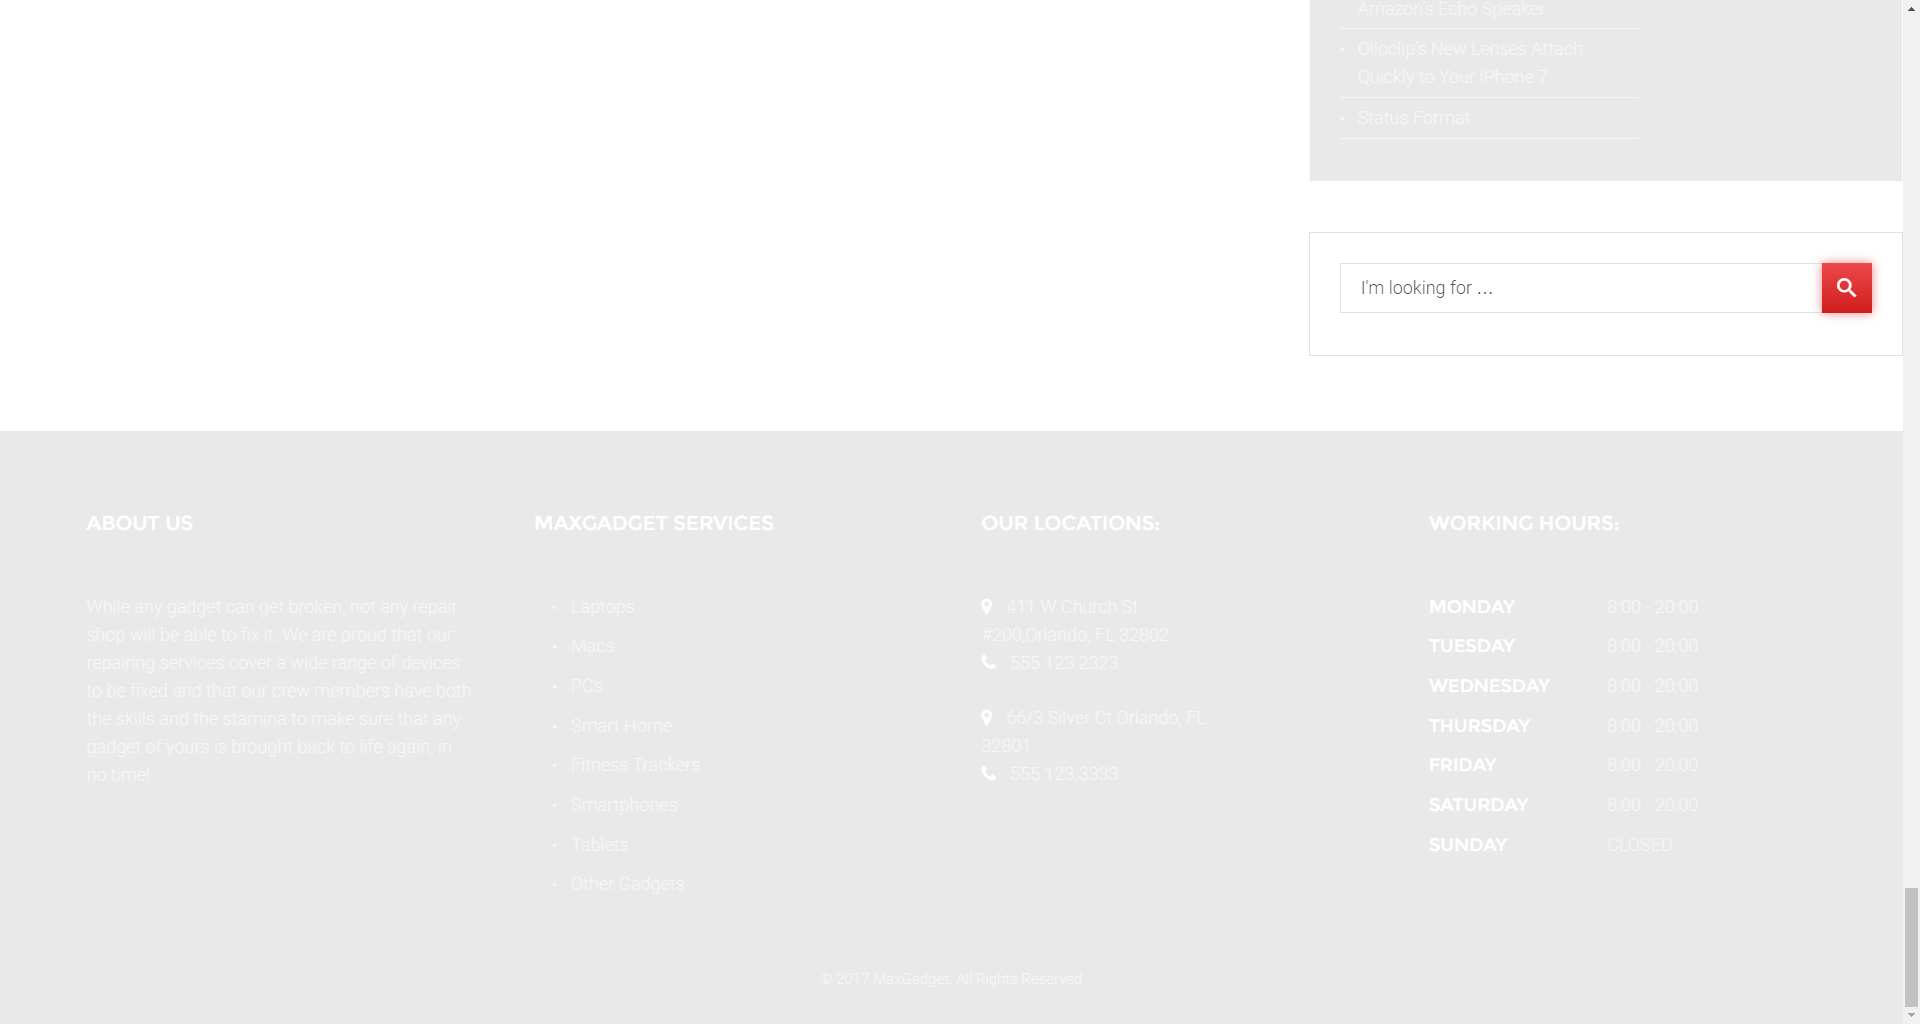 Amazon's Echo Speaker
• Olloclip's New Lenses Attach
Quickly to Your iPhone 7
• Status Format
I'm looking for ...
ABOUT US
While any gadget can get broken, not any repair
shop will be able to fix it. We are proud that our
repairing services cover a wide range of devices
to be fixed and that our crew members have both
the skills and the stamina to make sure that any
gadget of yours is brought back to life again, in
no time!
MAXGADGET SERVICES
• Laptops
• Macs
• PCs
• Smart Home
• Fitness Trackers
• Smartphones
• Tablets
• Other Gadgets
OUR LOCATIONS:
411 W Church St
#200,Orlando, FL 32802
555.123.2323
66/3 Silver Ct Orlando, FL
32801
555.123.3333
WORKING HOURS:
MONDAY 8:00 - 20:00
TUESDAY 8:00 - 20:00
WEDNESDAY 8:00 - 20:00
THURSDAY 8:00 - 20:00
FRIDAY 8:00 - 20:00
SATURDAY 8:00 - 20:00
SUNDAY CLOSED
© 2017 MaxGadget. All Rights Reserved